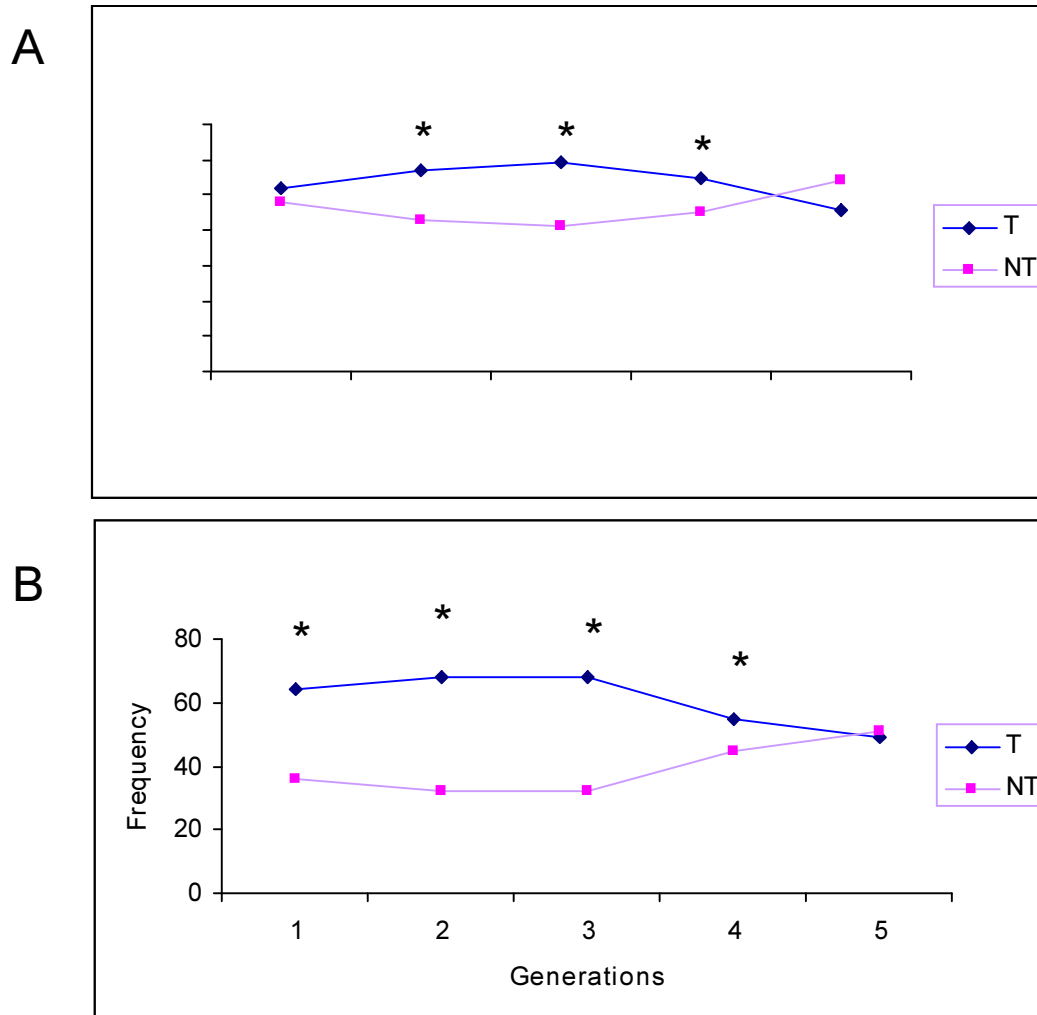 A
* * *
T
NT
B
* * * *
80
60
40
20
0
Frequency
T
NT
1 2 3 4 5
Generations